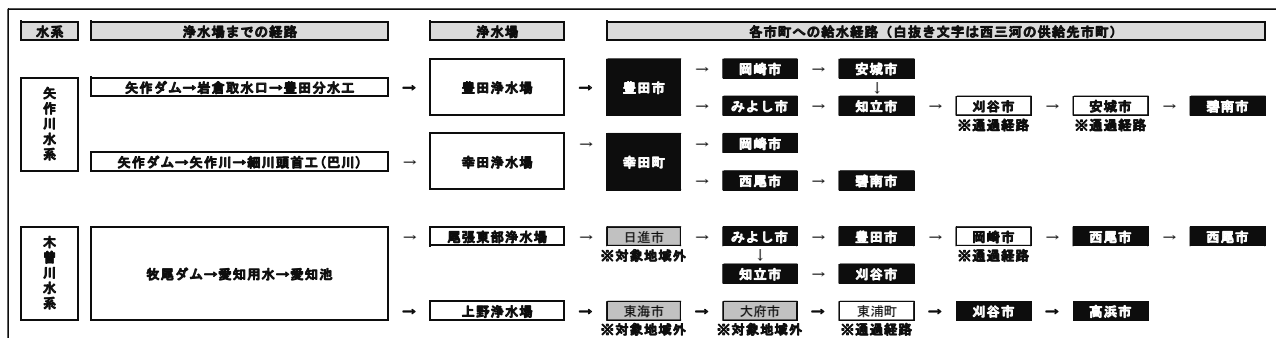 水系 浄水場までの経路 浄水場 各市町への給水経路（白抜き文字は西三河の供給先市町）
矢作川水系
矢作ダム→岩倉取水口→豊田分水工 → 豊田浄水場 → 豊田市 → 岡崎市 → 安城市
↓
→ みよし市 → 知立市 → 刈谷市 → 安城市 → 碧南市
※通過経路 ※通過経路
矢作ダム→矢作川→細川頭首工（巴川） → 幸田浄水場 → 幸田町 → 岡崎市
→ 西尾市 → 碧南市
木曽川水系
牧尾ダム→愛知用水→愛知池 → 尾張東部浄水場 → 日進市 → みよし市 → 豊田市 → 岡崎市 → 西尾市 → 西尾市
※対象地域外 ↓ ※通過経路
知立市 → 刈谷市
→ 上野浄水場 → 東海市 → 大府市 → 東浦町 → 刈谷市 → 高浜市
※対象地域外 ※対象地域外 ※通過経路